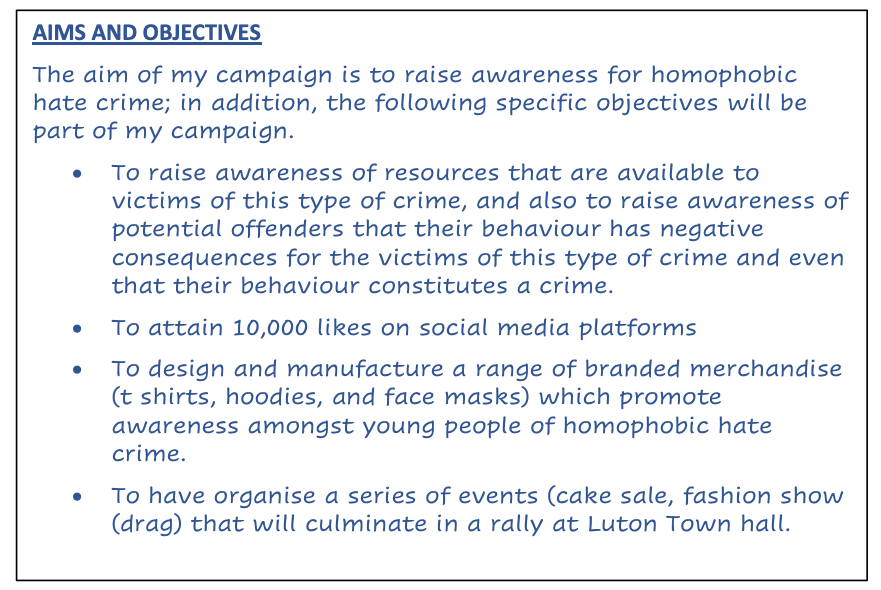 AIMS AND OBJECTIVES
The aim of my campaign is to raise awareness for homophobic
hate crime; in addition, the following specific objectives will be
part of my campaign.
• To raise awareness of resources that are available to
victims of this type of crime, and also to raise awareness of
potential offenders that their behaviour has negative
consequences for the victims of this type of crime and even
that their behaviour constitutes a crime.
• To attain 10,000 likes on social media platforms
• To design and manufacture a range of branded merchandise
(t shirts, hoodies, and face masks) which promote
awareness amongst young people of homophobic hate
crime.
• To have organise a series of events (cake sale, fashion show
(drag) that will culminate in a rally at Luton Town hall.